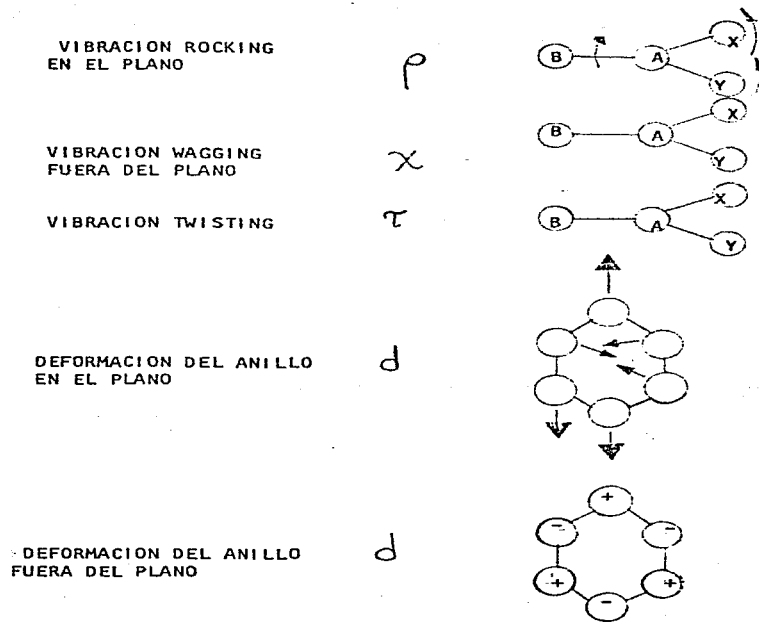 VIBRACION ROCKING
EN EL PLANO
ρ
B A X
Y
VIBRACION WAGGING
FUERA DEL PLANO
χ
B A X
Y
VIBRACION TWISTING
τ
B A X
Y
DEFORMACION DEL ANILLO
EN EL PLANO
d
DEFORMACION DEL ANILLO
FUERA DEL PLANO
d
+
- -
+ +
-